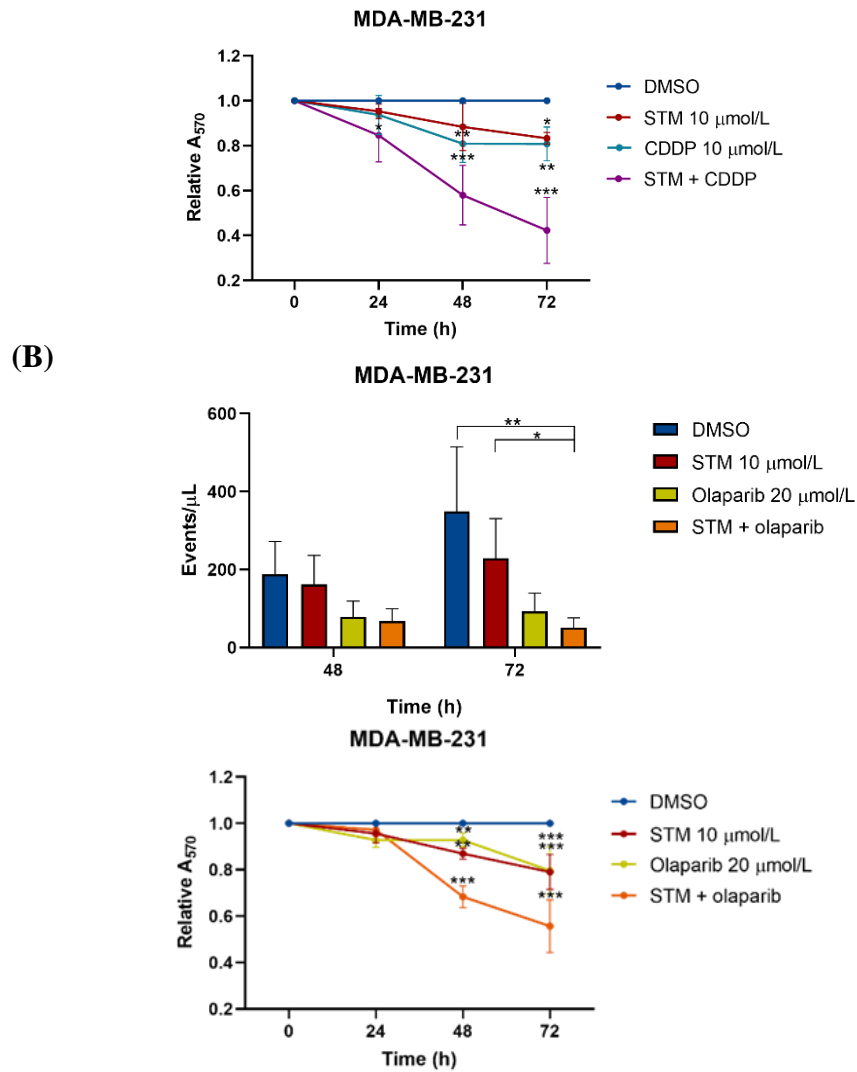 MDA-MB-231
1.2
1.0
0.8
0.6
0.4
0.2
Relative A570
0 24 48 72
Time (h)
* ** *** * ** ***
DMSO
STM 10 μmol/L
CDDP 10 μmol/L
STM + CDDP
(B)
MDA-MB-231
600
400
200
0
Events/μL
48 72
Time (h)
**
*
DMSO
STM 10 μmol/L
Olaparib 20 μmol/L
STM + olaparib
MDA-MB-231
1.2
1.0
0.8
0.6
0.4
0.2
Relative A570
0 24 48 72
Time (h)
** ** *** *** *** ***
DMSO
STM 10 μmol/L
Olaparib 20 μmol/L
STM + olaparib